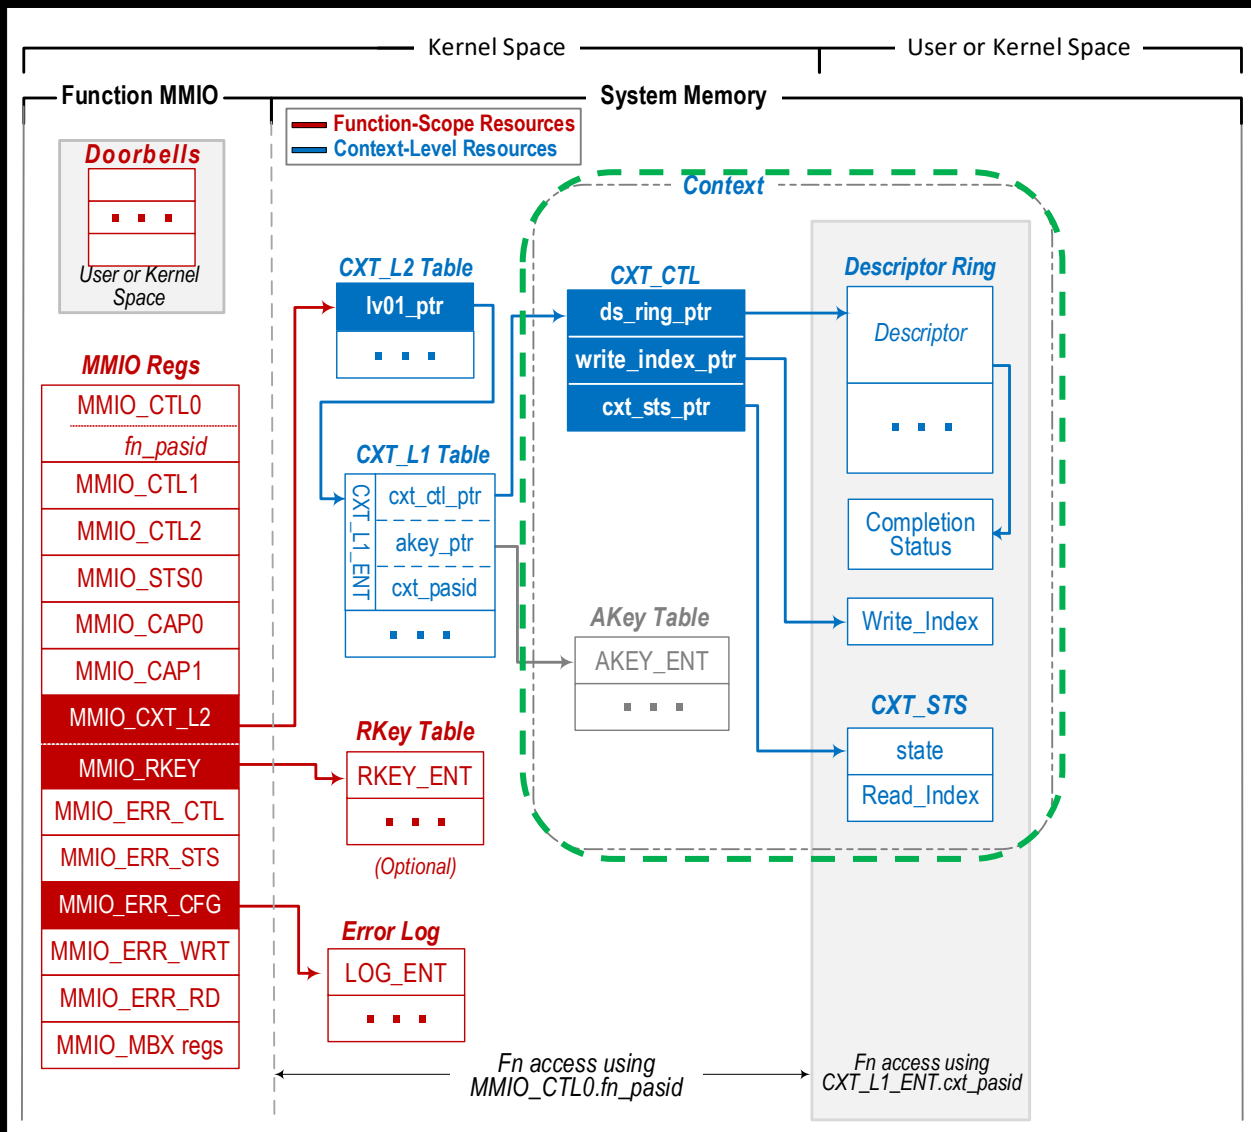 Kernel Space
User or Kernel Space
Function MMIO
System Memory
Function-Scope Resources
Context-Level Resources
Doorbells
User or Kernel
Space
MMIO Regs
MMIO_CTL0
fn_pasid
MMIO_CTL1
MMIO_CTL2
MMIO_STS0
MMIO_CAP0
MMIO_CAP1
MMIO_CXT_L2
MMIO_RKEY
MMIO_ERR_CTL
MMIO_ERR_STS
MMIO_ERR_CFG
MMIO_ERR_WRT
MMIO_ERR_RD
MMIO_MBX regs
CXT_L2 Table
lv01_ptr
CXT_L1 Table
CXT_L1_ENT
cxt_ctl_ptr
akey_ptr
cxt_pasid
RKey Table
RKEY_ENT
(Optional)
Error Log
LOG_ENT
Context
CXT_CTL
ds_ring_ptr
write_index_ptr
cxt_sts_ptr
AKey Table
AKEY_ENT
Descriptor Ring
Descriptor
Completion
Status
Write_Index
CXT_STS
state
Read_Index
Fn access using
MMIO_CTL0.fn_pasid
Fn access using
CXT_L1_ENT.cxt_pasid